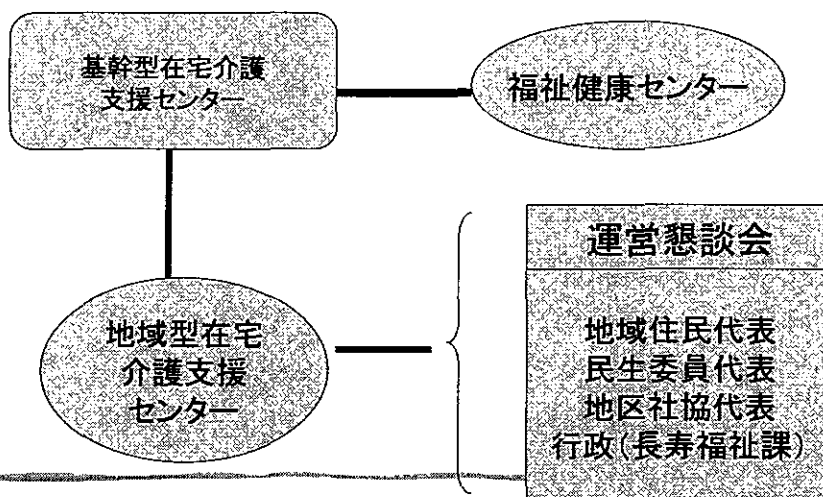 基幹型在宅介護
支援センター
福祉健康センター
地域型在宅
介護支援
センター
運営懇談会
地域住民代表
民生委員代表
地区社協代表
行政(長寿福祉課)